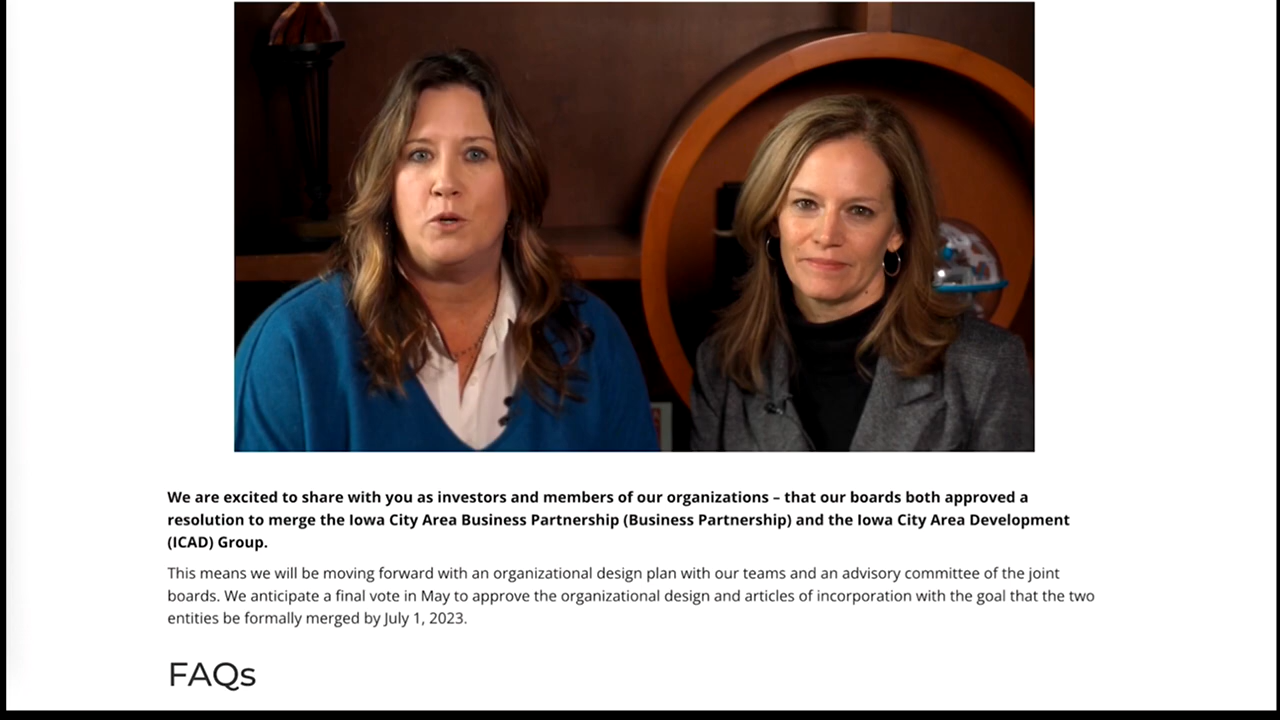 We are excited to share with you as investors and members of our organizations – that our boards both approved a
resolution to merge the Iowa City Area Business Partnership (Business Partnership) and the Iowa City Area Development
(ICAD) Group.
This means we will be moving forward with an organizational design plan with our teams and an advisory committee of the joint
boards. We anticipate a final vote in May to approve the organizational design and articles of incorporation with the goal that the two
entities be formally merged by July 1, 2023.
FAQs